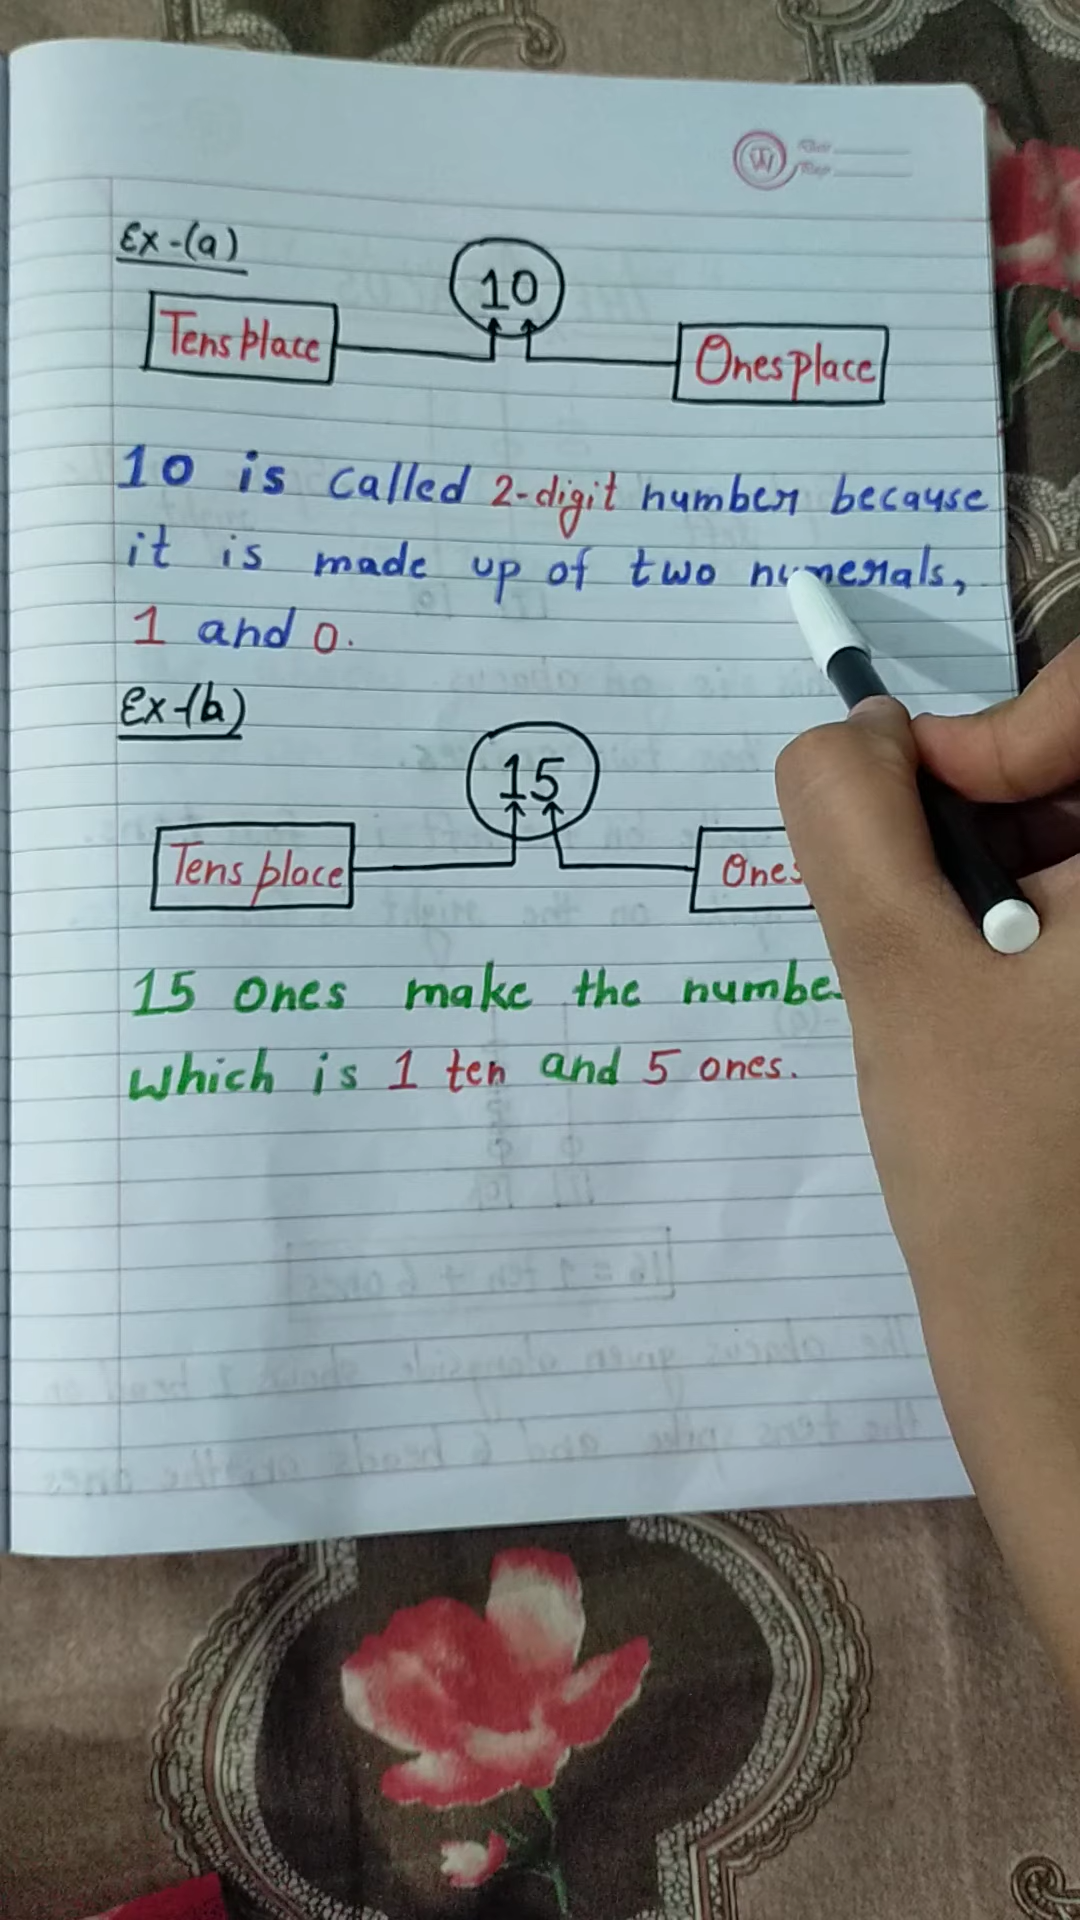 Ex-(a)
10
Tens place
Ones place
10 is called 2-digit number because
it is made up of two numerals,
1 and 0.
Ex-(b)
15
Tens place
Ones
15 ones make the numbe
which is 1 ten and 5 ones.